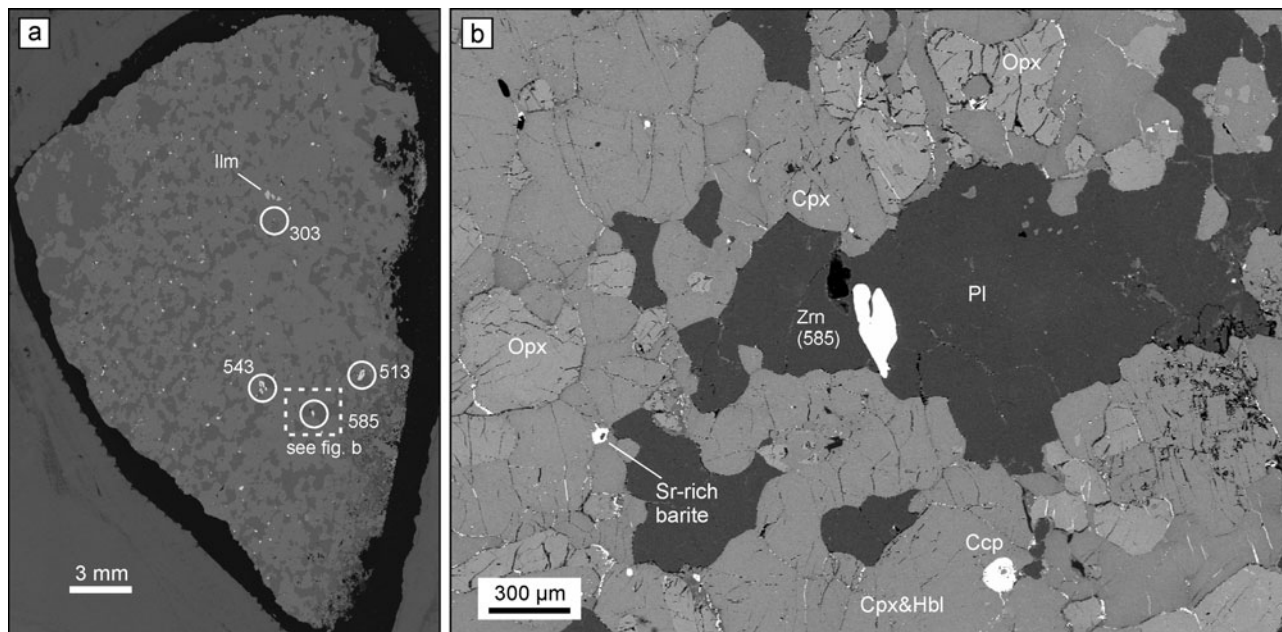 a
Ilm
303
543
513
585
see fig. b
3 mm
b
Opx
Cpx
Pl
Zrn
(585)
Opx
Sr-rich
barite
Ccp
Cpx&Hbl
300 µm